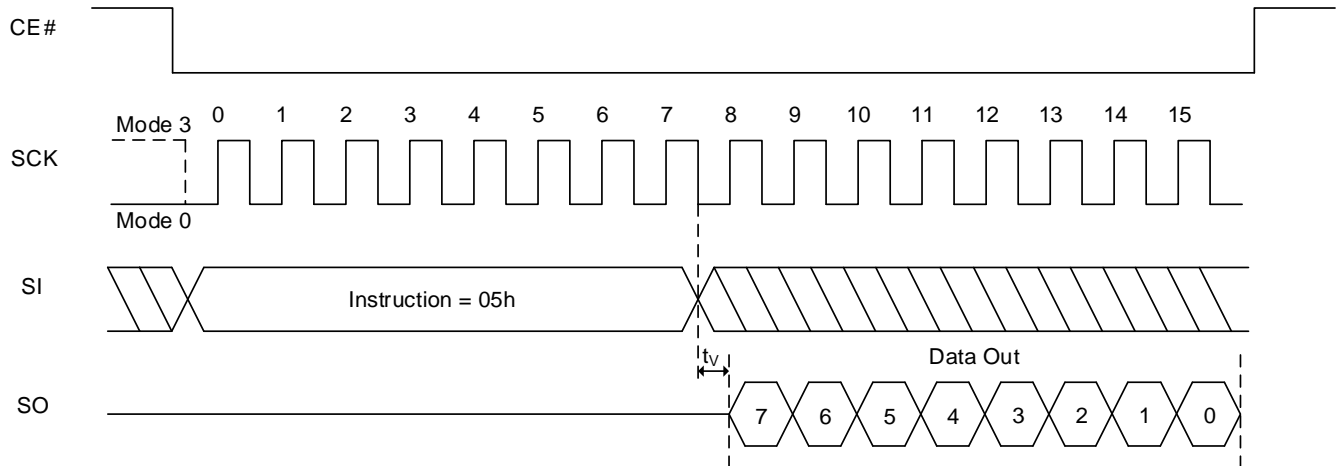 CE#
0 1 2 3 4 5 6 7 8 9 10 11 12 13 14 15
Mode 3
SCK
Mode 0
SI
Instruction = 05h
tV
Data Out
SO
7 6 5 4 3 2 1 0